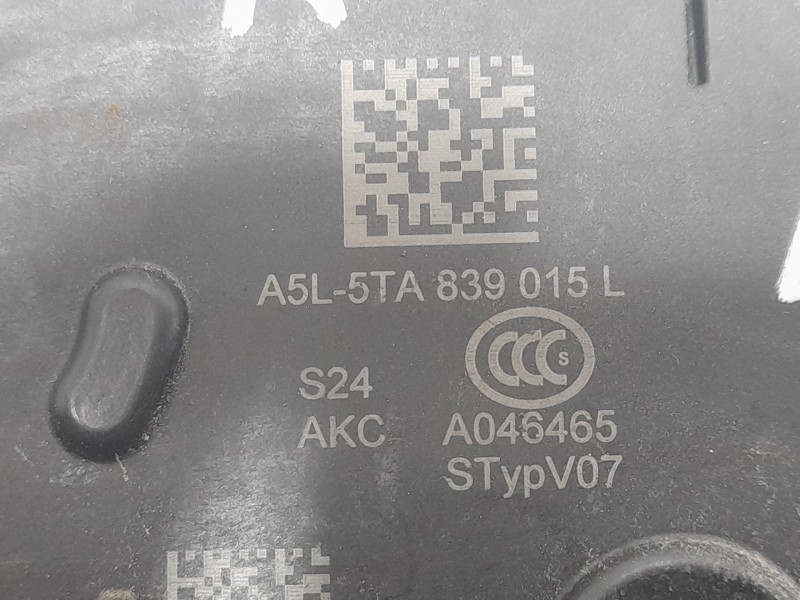 A5L-5TA 839 015 L
CCC S
S24
AKC A046465
STypV07